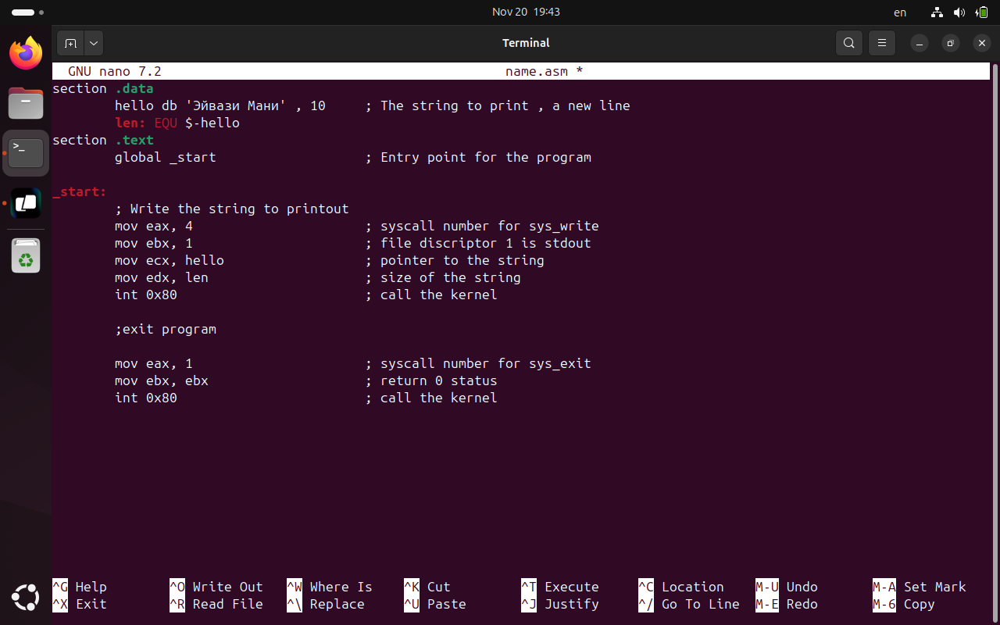 Nov 20 19:43
en
Terminal
GNU nano 7.2 name.asm *
section .data
hello db 'Эйвази Мани' , 10 ; The string to print , a new line
len: EQU $-hello
section .text
global _start ; Entry point for the program
_start:
; Write the string to printout
mov eax, 4 ; syscall number for sys_write
mov ebx, 1 ; file discriptor 1 is stdout
mov ecx, hello ; pointer to the string
mov edx, len ; size of the string
int 0x80 ; call the kernel
;exit program
mov eax, 1 ; syscall number for sys_exit
mov ebx, ebx ; return 0 status
int 0x80 ; call the kernel
^G Help ^O Write Out ^W Where Is ^K Cut ^T Execute ^C Location M-U Undo M-A Set Mark
^X Exit ^R Read File ^\ Replace ^U Paste ^J Justify ^/ Go To Line M-E Redo M-6 Copy